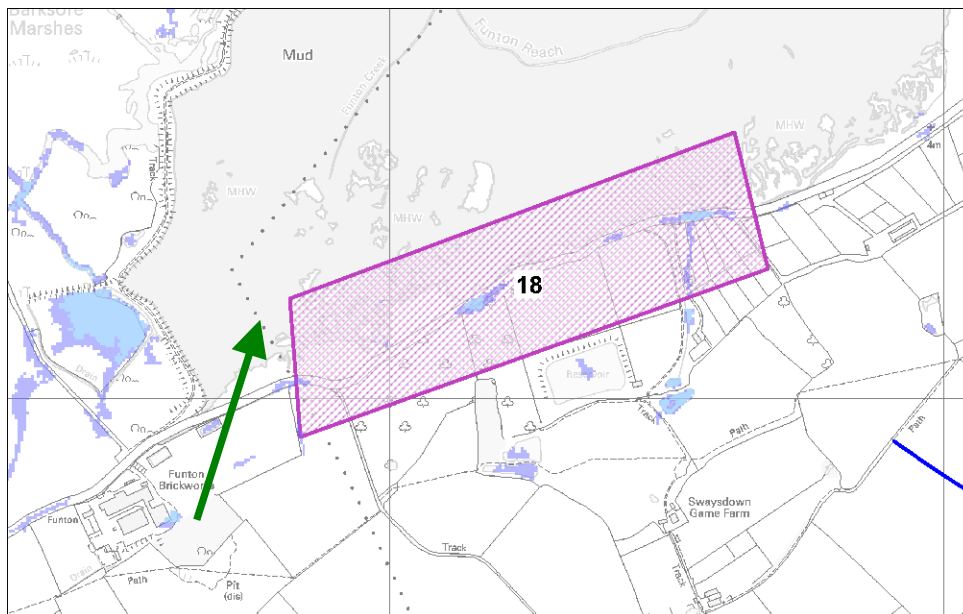 Barksore
Marshes
Mud
Funton Reach
Funton Creek
Track
MHW
MHW
MHW
4m
18
Drain
Reservoir
Track
Path
Path
Funton
Brickworks
Funton
Swaysdown
Game Farm
Track
Drain
Path
Pit
(dis)
Track